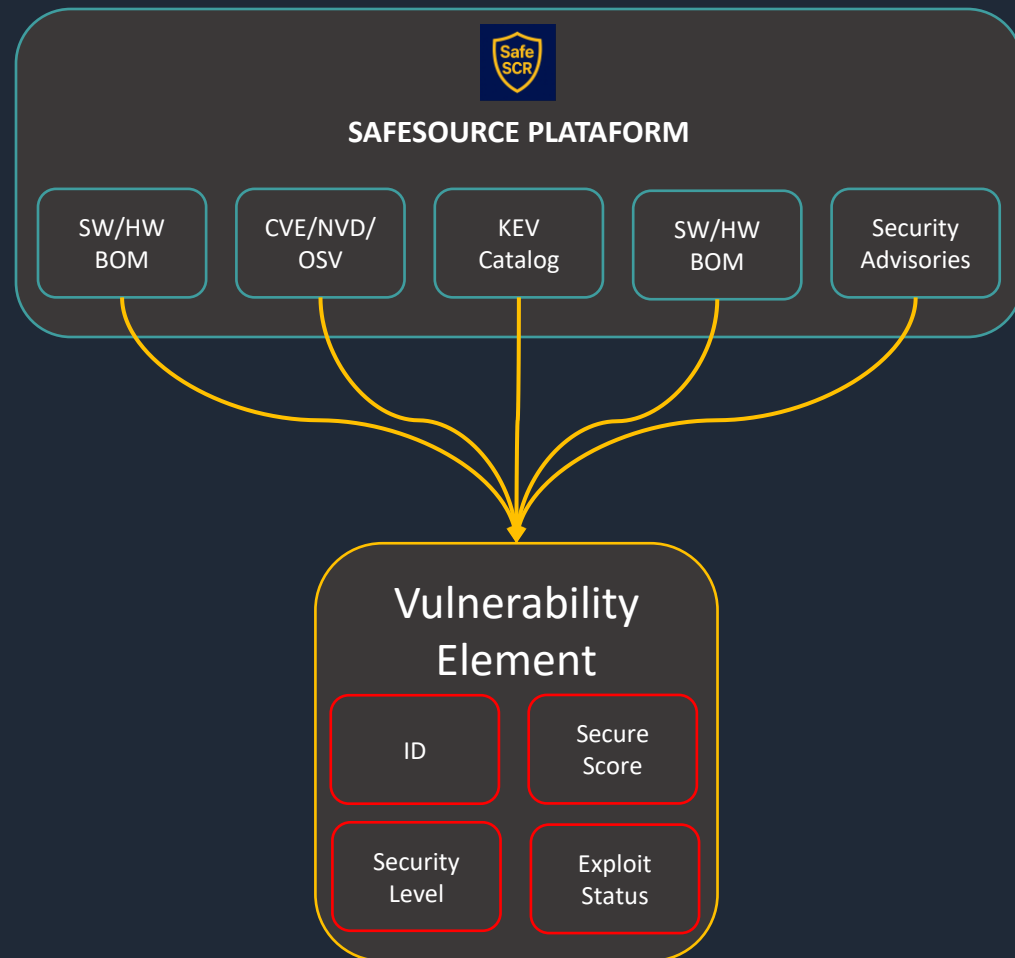 Safe
SCR
SAFESOURCE PLATAFORM
SW/HW
BOM
CVE/NVD/
OSV
KEV
Catalog
SW/HW
BOM
Security
Advisories
Vulnerability
Element
ID
Secure
Score
Security
Level
Exploit
Status